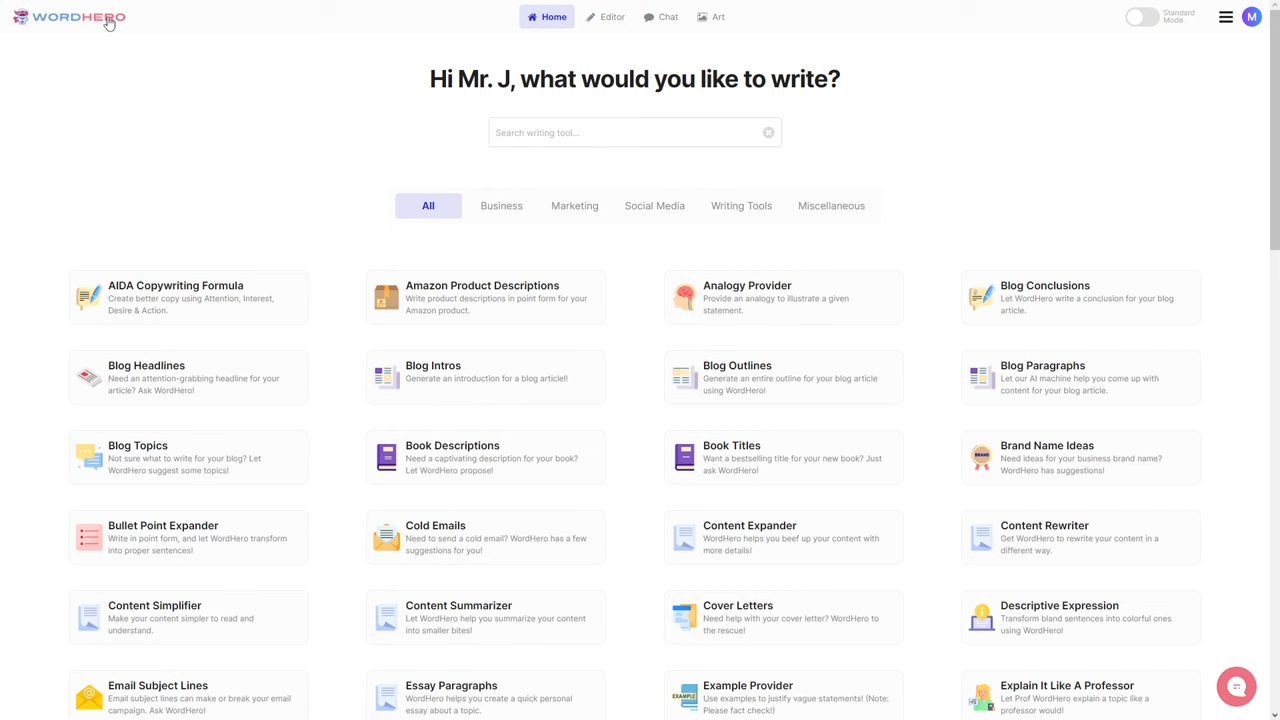 WORDHERO
Home
Editor
Chat
Art
Standard
Mode
M
Hi Mr. J, what would you like to write?
Search writing tool...
All
Business
Marketing
Social Media
Writing Tools
Miscellaneous
AIDA Copywriting Formula
Create better copy using Attention, Interest,
Desire & Action.
Amazon Product Descriptions
Write product descriptions in point form for your
Amazon product.
Analogy Provider
Provide an analogy to illustrate a given
statement.
Blog Conclusions
Let WordHero write a conclusion for your blog
article.
Blog Headlines
Need an attention-grabbing headline for your
article? Ask WordHero!
Blog Intros
Generate an introduction for a blog article!!
Blog Outlines
Generate an entire outline for your blog article
using WordHero!
Blog Paragraphs
Let our AI machine help you come up with
content for your blog article.
Blog Topics
Not sure what to write for your blog? Let
WordHero suggest some topics!
Book Descriptions
Need a captivating description for your book?
Let WordHero propose!
Book Titles
Want a bestselling title for your new book? Just
ask WordHero!
BRAND
Brand Name Ideas
Need ideas for your business brand name?
WordHero has suggestions!
Bullet Point Expander
Write in point form, and let WordHero transform
into proper sentences!
Cold Emails
Need to send a cold email? WordHero has a few
suggestions for you!
Content Expander
WordHero helps you beef up your content with
more details!
Content Rewriter
Get WordHero to rewrite your content in a
different way.
Content Simplifier
Make your content simpler to read and
understand.
Content Summarizer
Let WordHero help you summarize your content
into smaller bites!
Cover Letters
Need help with your cover letter? WordHero to
the rescue!
Descriptive Expression
Transform bland sentences into colorful ones
using WordHero!
Email Subject Lines
Email subject lines can make or break your email
campaign. Ask WordHero!
Essay Paragraphs
WordHero helps you create a quick personal
essay about a topic.
EXAMPLE
Example Provider
Use examples to justify vague statements! (Note:
Please fact check!)
Explain It Like A Professor
Let Prof WordHero explain a topic like a
professor would!